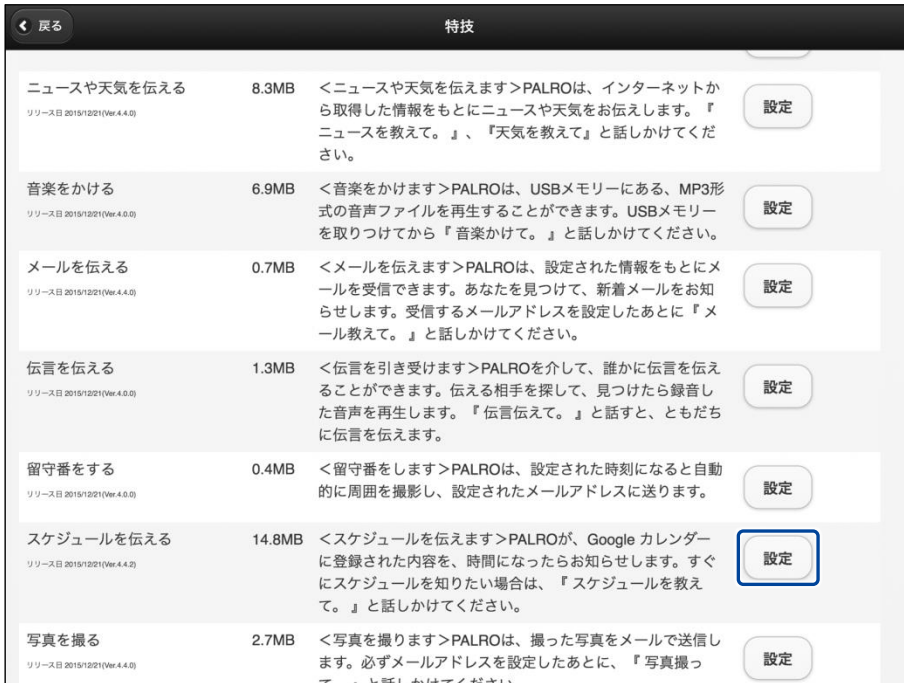 戻る
特技
ニュースや天気を伝える
リリース日 2015/12/21(Ver.4.4.0)
8.3MB
<ニュースや天気を伝えます>PALROは、インターネットか
ら取得した情報をもとにニュースや天気をお伝えします。『
ニュースを教えて。 』、『天気を教えて』と話しかけてくだ
さい。
設定
音楽をかける
リリース日 2015/12/21(Ver.4.0.0)
6.9MB
<音楽をかけます>PALROは、USBメモリーにある、MP3形
式の音声ファイルを再生することができます。USBメモリー
を取りつけてから『 音楽かけて。 』と話しかけてください。
設定
メールを伝える
リリース日 2015/12/21(Ver.4.4.0)
0.7MB
<メールを伝えます>PALROは、設定された情報をもとにメ
ールを受信できます。あなたを見つけて、新着メールをお知
らせします。受信するメールアドレスを設定したあとに『 メ
ール教えて。 』と話しかけてください。
設定
伝言を伝える
リリース日 2015/12/21(Ver.4.0.0)
1.3MB
<伝言を引き受けます>PALROを介して、誰かに伝言を伝え
ることができます。伝える相手を探して、見つけたら録音し
た音声を再生します。『 伝言伝えて。 』と話すと、ともだち
に伝言を伝えます。
設定
留守番をする
リリース日 2015/12/21(Ver.4.0.0)
0.4MB
<留守番をします>PALROは、設定された時刻になると自動
的に周囲を撮影し、設定されたメールアドレスに送ります。
設定
スケジュールを伝える
リリース日 2015/12/21(Ver.4.4.2)
14.8MB
<スケジュールを伝えます>PALROが、Google カレンダー
に登録された内容を、時間になったらお知らせします。すぐ
にスケジュールを知りたい場合は、『 スケジュールを教え
て。 』と話しかけてください。
設定
写真を撮る
リリース日 2015/12/21(Ver.4.4.0)
2.7MB
<写真を撮ります>PALROは、撮った写真をメールで送信し
ます。必ずメールアドレスを設定したあとに、『 写真撮っ
設定